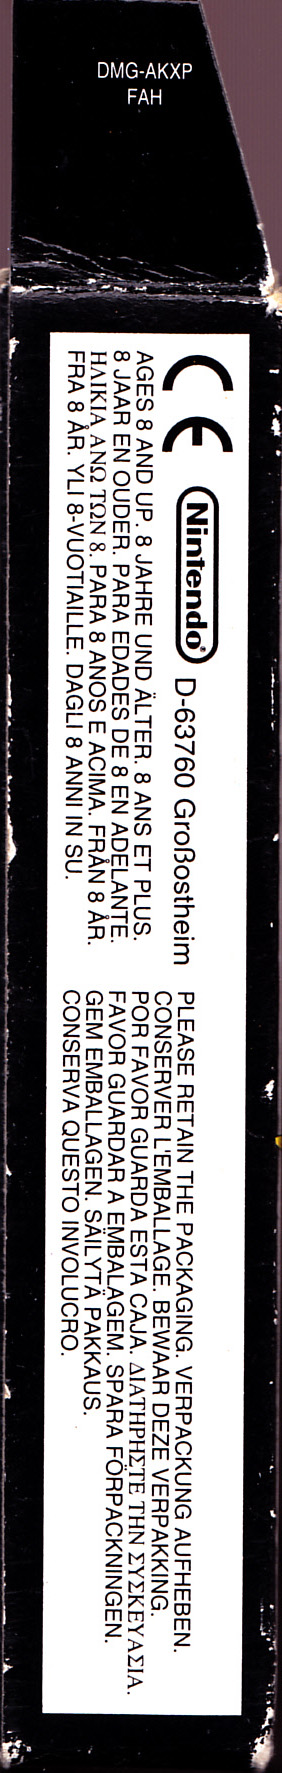 DMG-AKXP
FAH
CE Nintendo® D-63760 Großostheim
AGES 8 AND UP. 8 JAHRE UND ÄLTER. 8 ANS ET PLUS.
8 JAAR EN OUDER. PARA EDADES DE 8 EN ADELANTE.
ΗΛΙΚΙΑ ΑΝΩ ΤΩΝ 8. PARA 8 ANOS E ACIMA. FRÅN 8 ÅR.
FRA 8 ÅR. YLI 8-VUOTIAILLE. DAGLI 8 ANNI IN SU.
PLEASE RETAIN THE PACKAGING. VERPACKUNG AUFHEBEN.
CONSERVER L'EMBALLAGE. BEWAAR DEZE VERPAKKING.
POR FAVOR GUARDA ESTA CAJA. ΔΙΑΤΗΡΗΣΤΕ ΤΗΝ ΣΥΣΚΕΥΑΣΙΑ.
FAVOR GUARDAR A EMBALAGEM. SPARA FÖRPACKNINGEN.
GEM EMBALLAGEN. SÄILYTÄ PAKKAUS.
CONSERVA QUESTO INVOLUCRO.